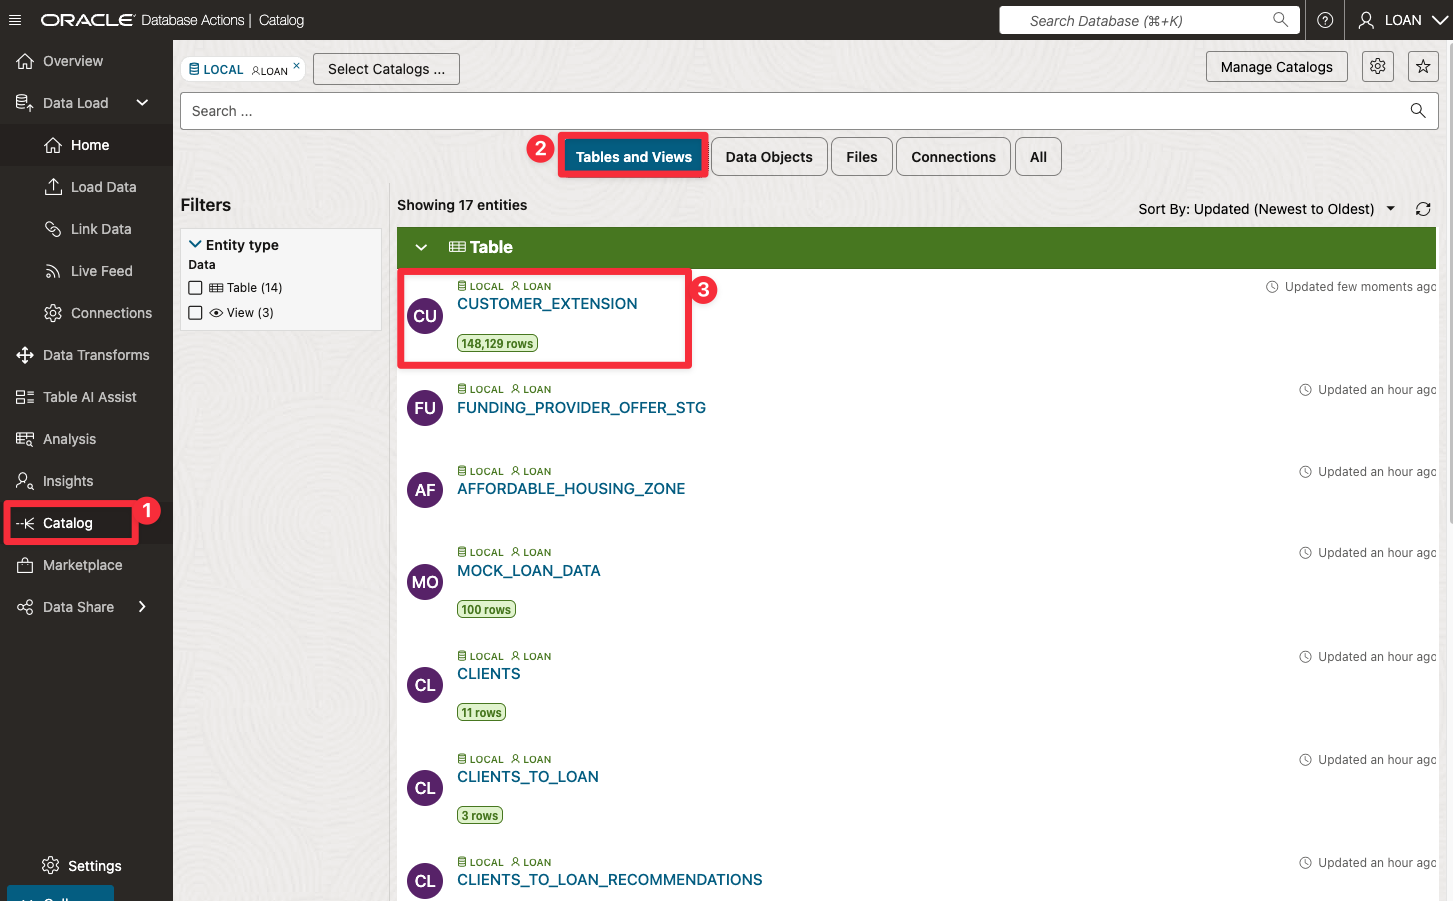 ORACLE Database Actions | Catalog
Search Database (⌘+K)
LOAN
Overview
Data Load
Home
Load Data
Link Data
Live Feed
Connections
Data Transforms
Table AI Assist
Analysis
Insights
Catalog
1
Marketplace
Data Share
Settings
LOCAL LOAN ×
Select Catalogs ...
Manage Catalogs
Search ...
2
Tables and Views
Data Objects
Files
Connections
All
Filters
Entity type
Data
Table (14)
View (3)
Showing 17 entities
Sort By: Updated (Newest to Oldest)
Table
LOCAL LOAN
CU
CUSTOMER_EXTENSION
148,129 rows
3
Updated few moments ago
LOCAL LOAN
FU
FUNDING_PROVIDER_OFFER_STG
Updated an hour ago
LOCAL LOAN
AF
AFFORDABLE_HOUSING_ZONE
Updated an hour ago
LOCAL LOAN
MO
MOCK_LOAN_DATA
100 rows
Updated an hour ago
LOCAL LOAN
CL
CLIENTS
11 rows
Updated an hour ago
LOCAL LOAN
CL
CLIENTS_TO_LOAN
3 rows
Updated an hour ago
LOCAL LOAN
CL
CLIENTS_TO_LOAN_RECOMMENDATIONS
Updated an hour ago